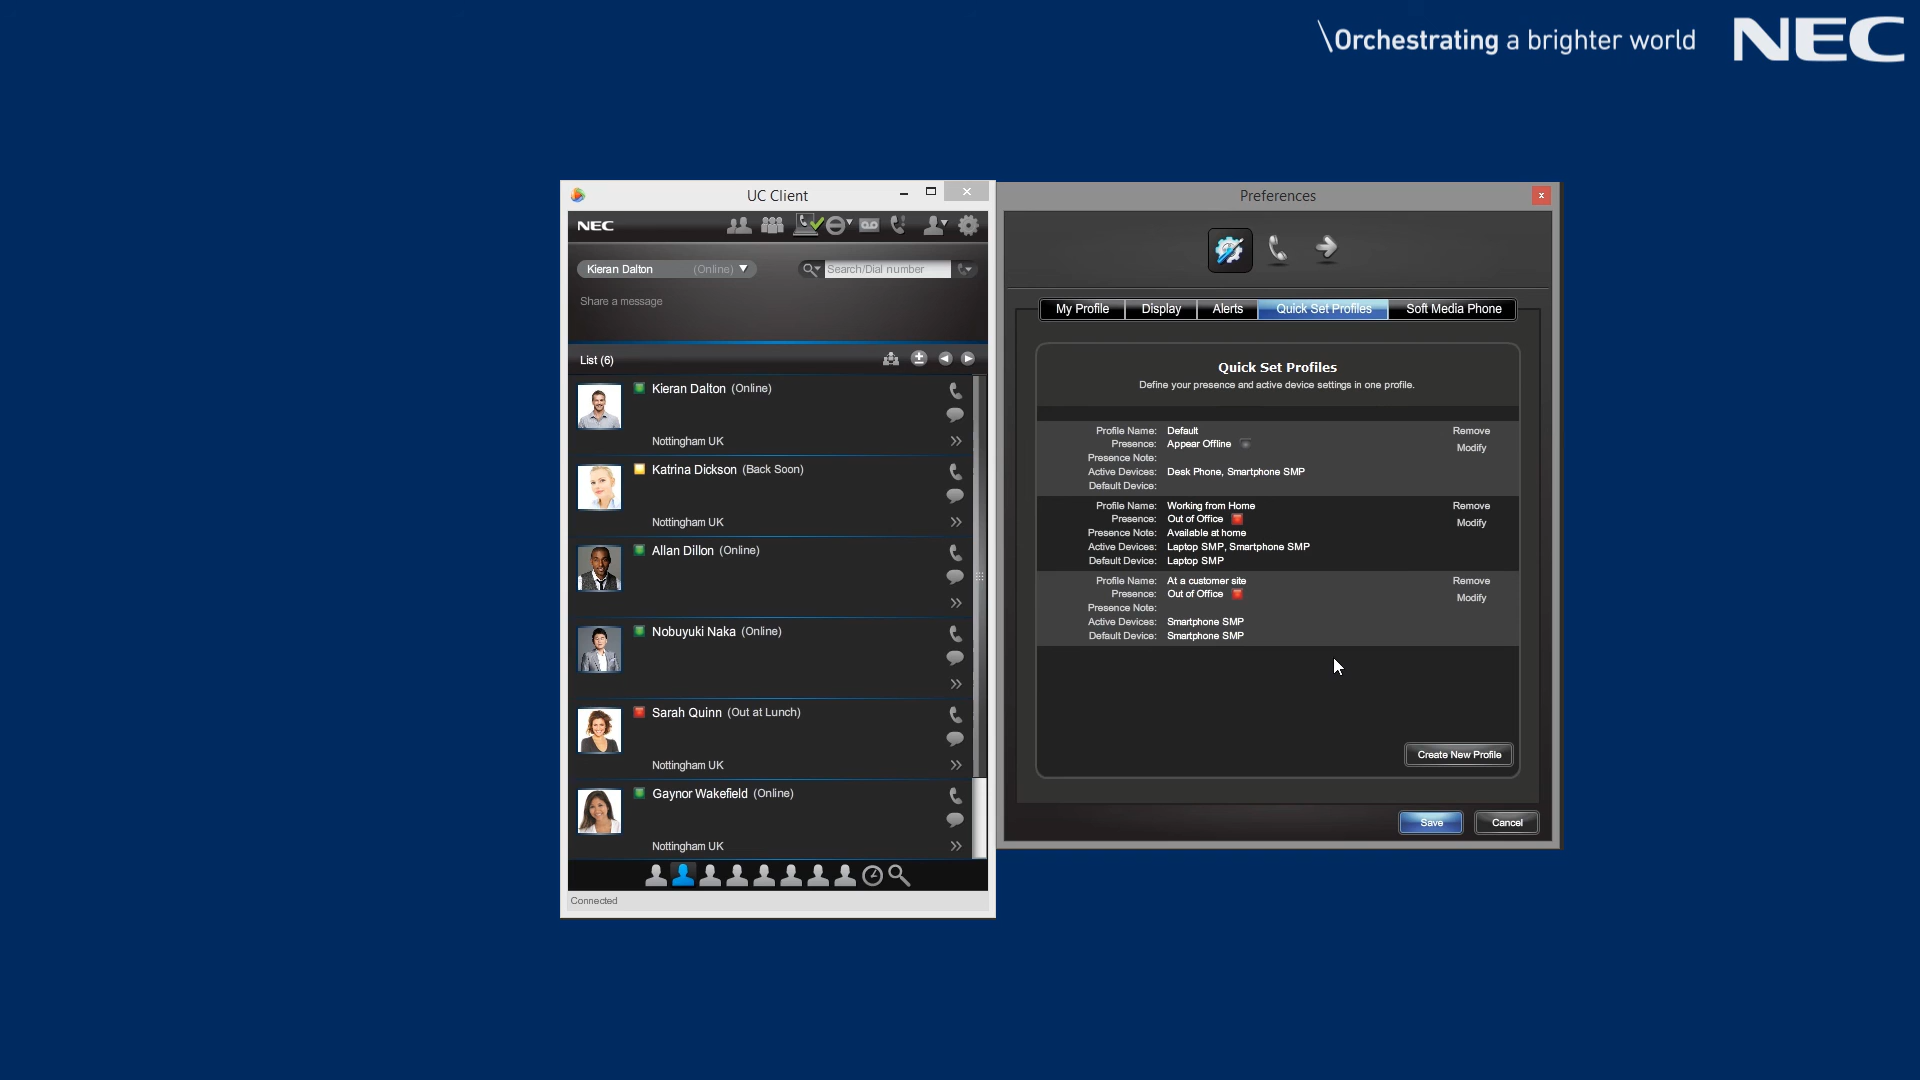 \Orchestrating a brighter world NEC
UC Client
NEC
Kieran Dalton (Online)
Search/Dial number
Share a message
List (6)
Kieran Dalton (Online)
Nottingham UK
Katrina Dickson (Back Soon)
Nottingham UK
Allan Dillon (Online)
Nobuyuki Naka (Online)
Sarah Quinn (Out at Lunch)
Nottingham UK
Gaynor Wakefield (Online)
Nottingham UK
Connected
Preferences
My Profile Display Alerts Quick Set Profiles Soft Media Phone
Quick Set Profiles
Define your presence and active device settings in one profile.
Profile Name: Default Remove
Presence: Appear Offline Modify
Presence Note:
Active Devices: Desk Phone, Smartphone SMP
Default Device:
Profile Name: Working from Home Remove
Presence: Out of Office Modify
Presence Note: Available at home
Active Devices: Laptop SMP, Smartphone SMP
Default Device: Laptop SMP
Profile Name: At a customer site Remove
Presence: Out of Office Modify
Presence Note:
Active Devices: Smartphone SMP
Default Device: Smartphone SMP
Create New Profile
Save Cancel